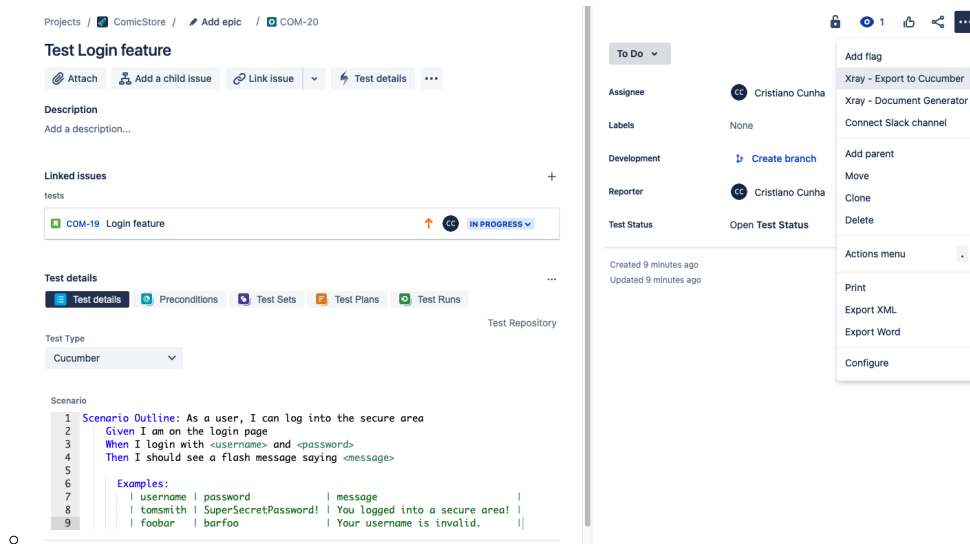 Projects / ComicStore / Add epic / COM-20
Test Login feature
Attach Add a child issue Link issue Test details ...
Description
Add a description...
Linked issues
tests
COM-19 Login feature CC IN PROGRESS
Test details
Test details Preconditions Test Sets Test Plans Test Runs
Test Repository
Test Type
Cucumber
Scenario
1 Scenario Outline: As a user, I can log into the secure area
2 Given I am on the login page
3 When I login with <username> and <password>
4 Then I should see a flash message saying <message>
5
6 Examples:
7 | username | password | message |
8 | tomsmith | SuperSecretPassword! | You logged into a secure area! |
9 | foobar | barfoo | Your username is invalid. |
1
To Do
Assignee CC Cristiano Cunha
Labels None
Development Create branch
Reporter CC Cristiano Cunha
Test Status Open Test Status
Created 9 minutes ago
Updated 9 minutes ago
Add flag
Xray - Export to Cucumber
Xray - Document Generator
Connect Slack channel
Add parent
Move
Clone
Delete
Actions menu .
Print
Export XML
Export Word
Configure